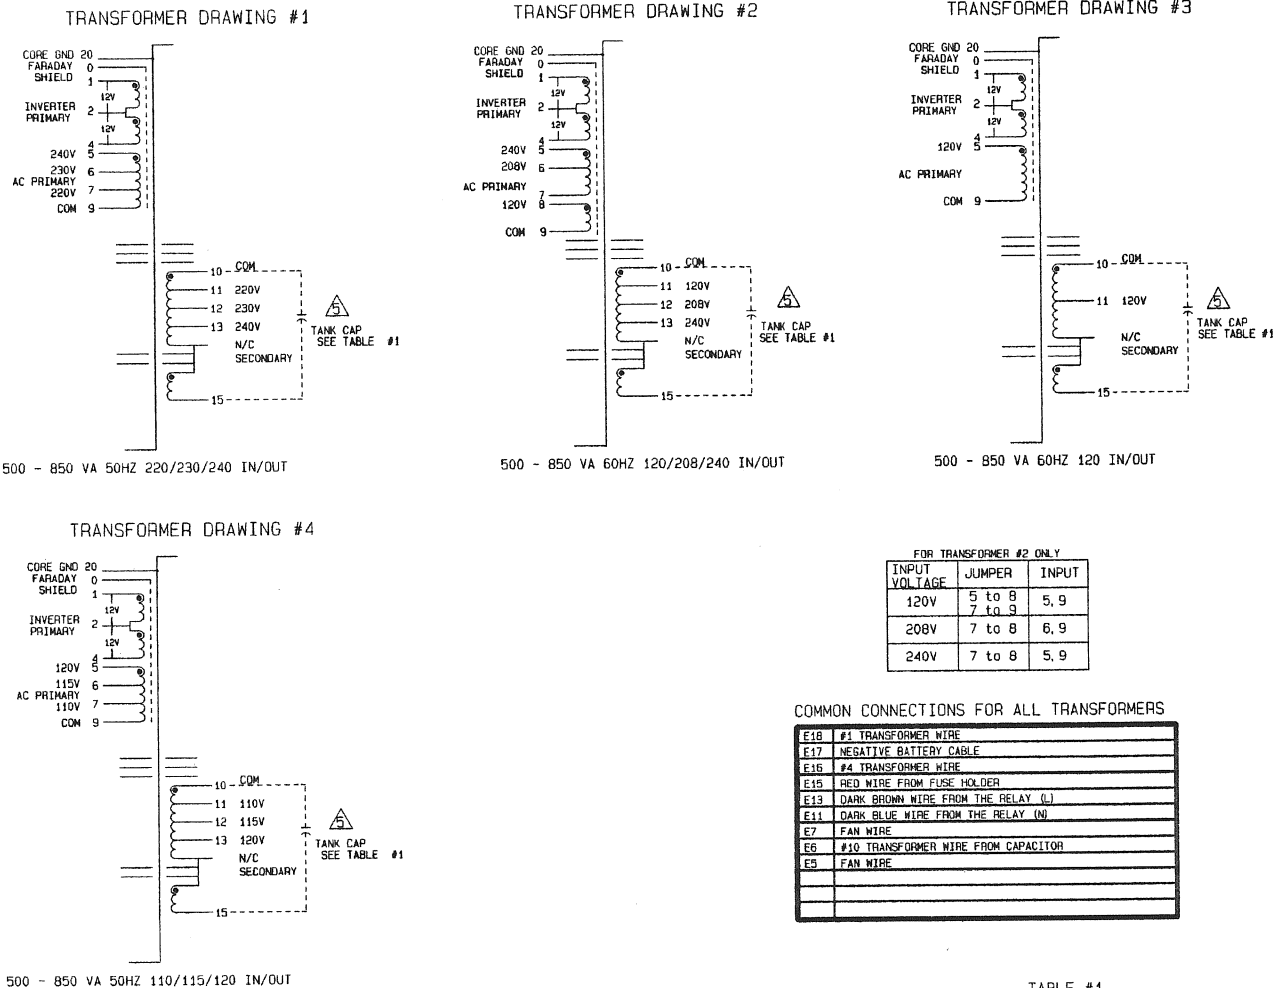 TRANSFORMER DRAWING #1
CORE GND 20
FARADAY 0
SHIELD
1
12V
INVERTER
PRIMARY
2
12V
4
240V 5
230V 6
AC PRIMARY
220V 7
COM 9
10 COM
11 220V
12 230V
13 240V
N/C
SECONDARY
15
5
TANK CAP
SEE TABLE #1
500 - 850 VA 50HZ 220/230/240 IN/OUT
TRANSFORMER DRAWING #2
CORE GND 20
FARADAY 0
SHIELD
1
12V
INVERTER
PRIMARY
2
12V
4
240V 5
208V 6
AC PRIMARY
7
120V 8
COM 9
10 COM
11 120V
12 208V
13 240V
N/C
SECONDARY
15
5
TANK CAP
SEE TABLE #1
500 - 850 VA 60HZ 120/208/240 IN/OUT
TRANSFORMER DRAWING #3
CORE GND 20
FARADAY 0
SHIELD
1
12V
INVERTER
PRIMARY
2
12V
4
120V 5
AC PRIMARY
COM 9
10 COM
11 120V
N/C
SECONDARY
15
5
TANK CAP
SEE TABLE #1
500 - 850 VA 60HZ 120 IN/OUT
TRANSFORMER DRAWING #4
CORE GND 20
FARADAY 0
SHIELD
1
12V
INVERTER
PRIMARY
2
12V
4
120V 5
115V 6
AC PRIMARY
110V 7
COM 9
10 COM
11 110V
12 115V
13 120V
N/C
SECONDARY
15
5
TANK CAP
SEE TABLE #1
500 - 850 VA 50HZ 110/115/120 IN/OUT
FOR TRANSFORMER #2 ONLY
INPUT VOLTAGE JUMPER INPUT
120V 5 to 8 7 to 9 5, 9
208V 7 to 8 6, 9
240V 7 to 8 5, 9
COMMON CONNECTIONS FOR ALL TRANSFORMERS
E18 #1 TRANSFORMER WIRE
E17 NEGATIVE BATTERY CABLE
E16 #4 TRANSFORMER WIRE
E15 RED WIRE FROM FUSE HOLDER
E13 DARK BROWN WIRE FROM THE RELAY (L)
E11 DARK BLUE WIRE FROM THE RELAY (N)
E7 FAN WIRE
E6 #10 TRANSFORMER WIRE FROM CAPACITOR
E5 FAN WIRE
TABLE #1